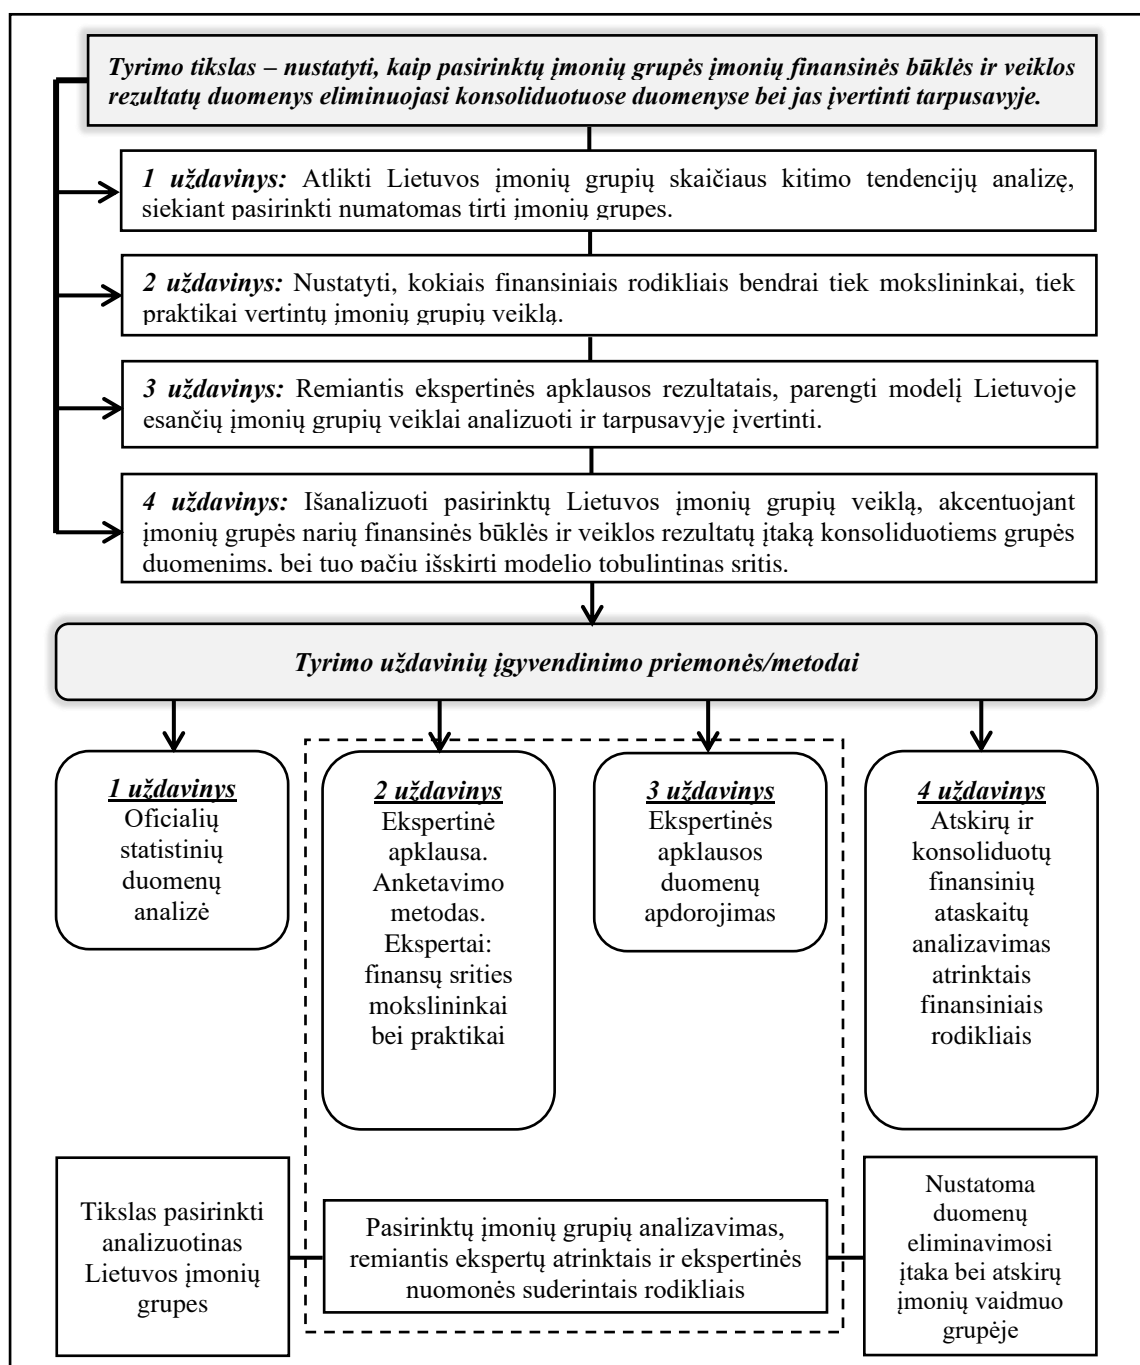 Tyrimo tikslas – nustatyti, kaip pasirinktų įmonių grupės įmonių finansinės būklės ir veiklos
rezultatų duomenys eliminuojasi konsoliduotuose duomenyse bei jas įvertinti tarpusavyje.
1 uždavinys: Atlikti Lietuvos įmonių grupių skaičiaus kitimo tendencijų analizę,
siekiant pasirinkti numatomas tirti įmonių grupes.
2 uždavinys: Nustatyti, kokiais finansiniais rodikliais bendrai tiek mokslininkai, tiek
praktikai vertintų įmonių grupių veiklą.
3 uždavinys: Remiantis ekspertinės apklausos rezultatais, parengti modelį Lietuvoje
esančių įmonių grupių veiklai analizuoti ir tarpusavyje įvertinti.
4 uždavinys: Išanalizuoti pasirinktų Lietuvos įmonių grupių veiklą, akcentuojant
įmonių grupės narių finansinės būklės ir veiklos rezultatų įtaką konsoliduotiems grupės
duomenims, bei tuo pačiu išskirti modelio tobulintinas sritis.
Tyrimo uždavinių įgyvendinimo priemonės/metodai
1 uždavinys
Oficialių
statistinių
duomenų
analizė
2 uždavinys
Ekspertinė
apklausa.
Anketavimo
metodas.
Ekspertai:
finansų srities
mokslininkai
bei praktikai
3 uždavinys
Ekspertinės
apklausos
duomenų
apdorojimas
4 uždavinys
Atskirų ir
konsoliduotų
finansinių
ataskaitų
analizavimas
atrinktais
finansiniais
rodikliais
Tikslas pasirinkti
analizuotinas
Lietuvos įmonių
grupes
Pasirinktų įmonių grupių analizavimas,
remiantis ekspertų atrinktais ir ekspertinės
nuomonės suderintais rodikliais
Nustatoma
duomenų
eliminavimosi
įtaka bei atskirų
įmonių vaidmuo
grupėje